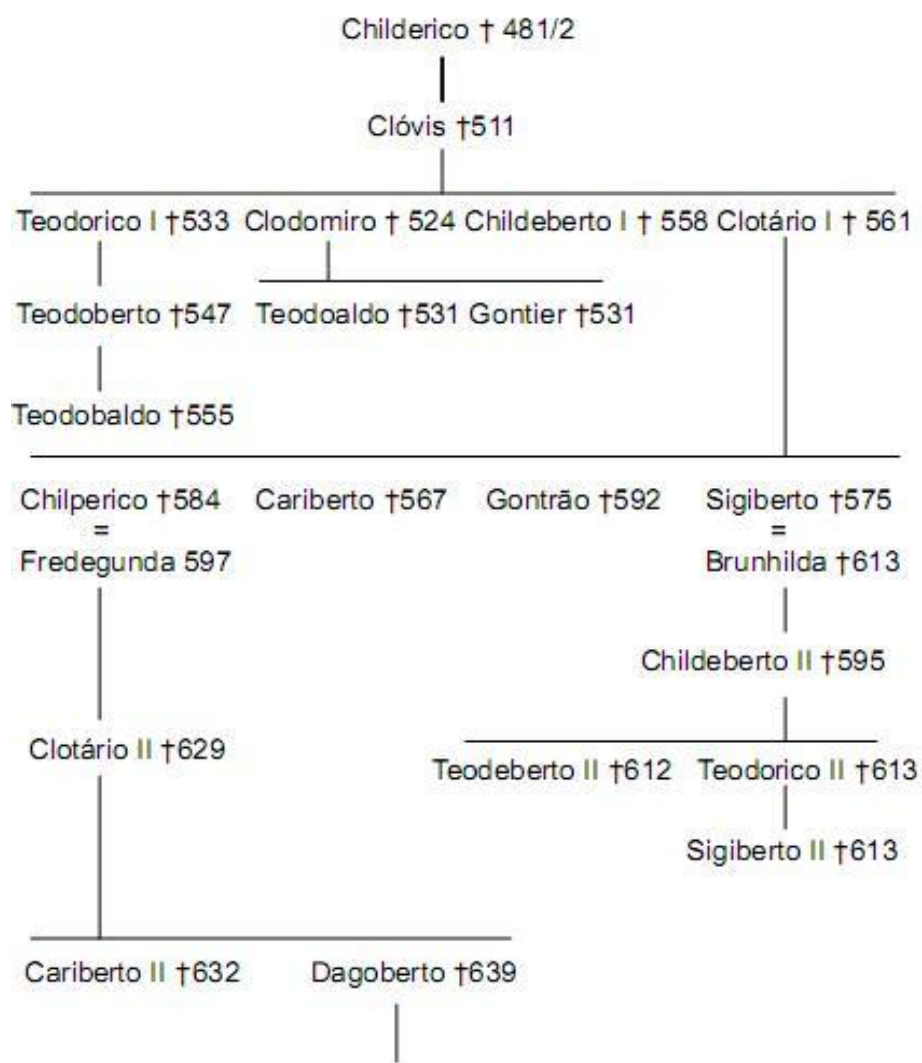 Childerico † 481/2
Clóvis †511
Teodorico I †533 Clodomiro † 524 Childeberto I † 558 Clotário I † 561
Teodoberto †547 Teodoaldo †531 Gontier †531
Teodobaldo †555
Chilperico †584 Cariberto †567 Gontrão †592 Sigiberto †575
= =
Fredegunda 597 Brunhilda †613
Childeberto II †595
Clotário II †629
Teodeberto II †612 Teodorico II †613
Sigiberto II †613
Cariberto II †632 Dagoberto †639